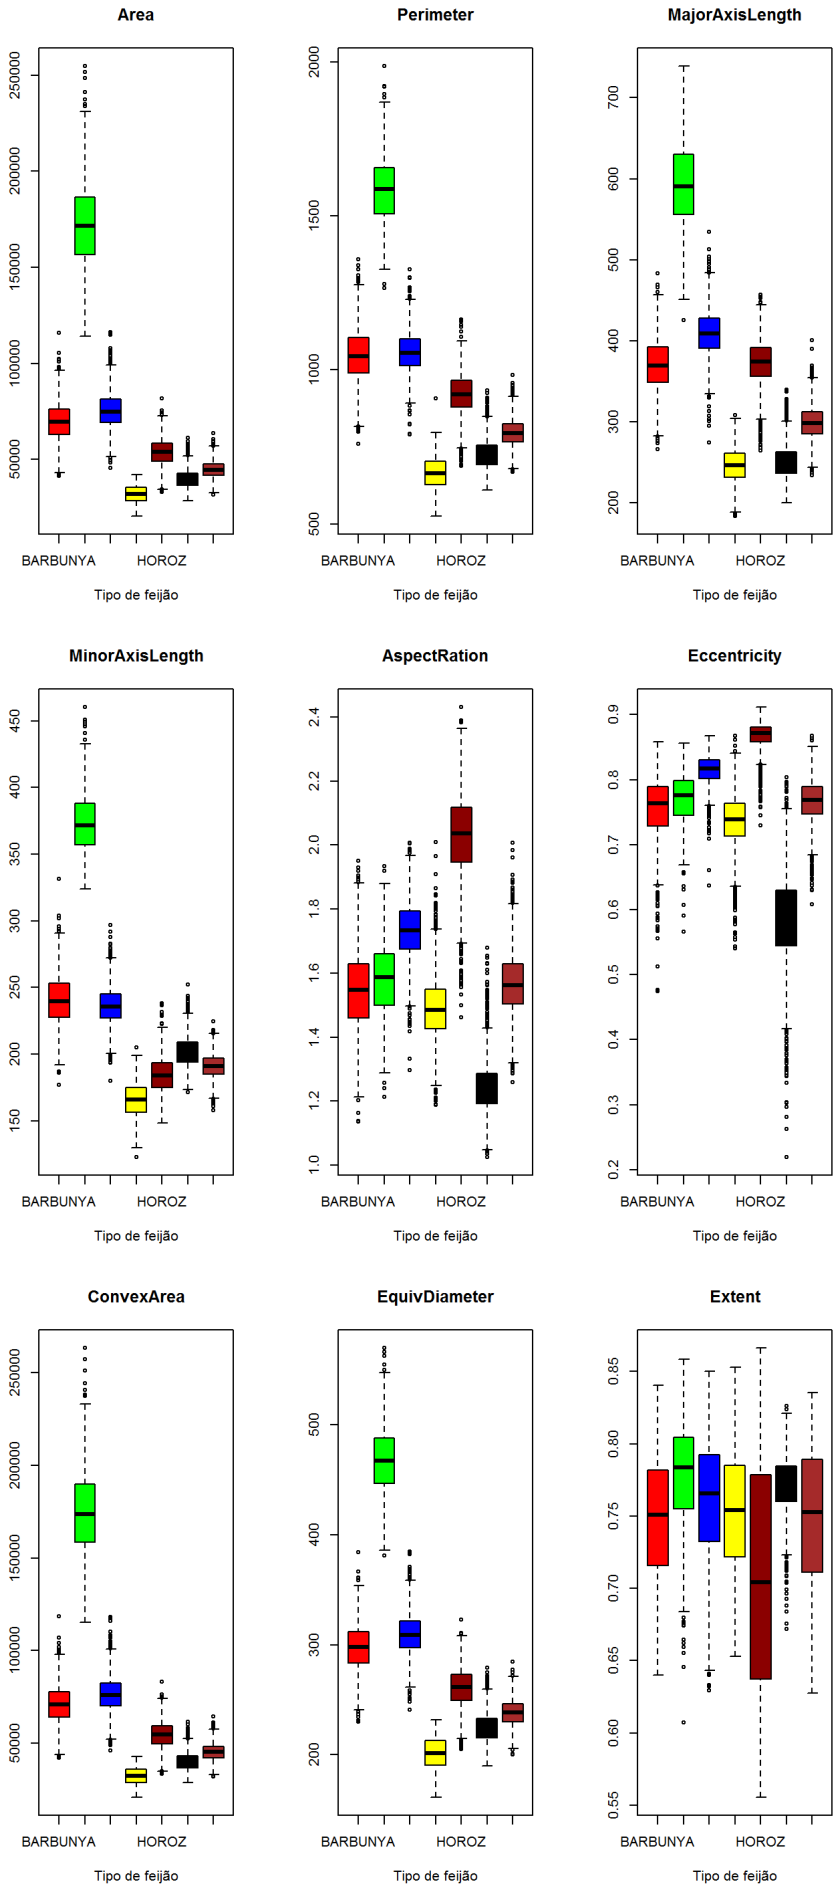 Area
Perimeter
MajorAxisLength
50000
100000
150000
200000
250000
500
1000
1500
2000
200
300
400
500
600
700
BARBUNYA
HOROZ
BARBUNYA
HOROZ
BARBUNYA
HOROZ
Tipo de feijão
Tipo de feijão
Tipo de feijão
MinorAxisLength
AspectRation
Eccentricity
150
200
250
300
350
400
450
1.0
1.2
1.4
1.6
1.8
2.0
2.2
2.4
0.2
0.3
0.4
0.5
0.6
0.7
0.8
0.9
BARBUNYA
HOROZ
BARBUNYA
HOROZ
BARBUNYA
HOROZ
Tipo de feijão
Tipo de feijão
Tipo de feijão
ConvexArea
EquivDiameter
Extent
50000
100000
150000
200000
250000
200
300
400
500
0.55
0.60
0.65
0.70
0.75
0.80
0.85
BARBUNYA
HOROZ
BARBUNYA
HOROZ
BARBUNYA
HOROZ
Tipo de feijão
Tipo de feijão
Tipo de feijão